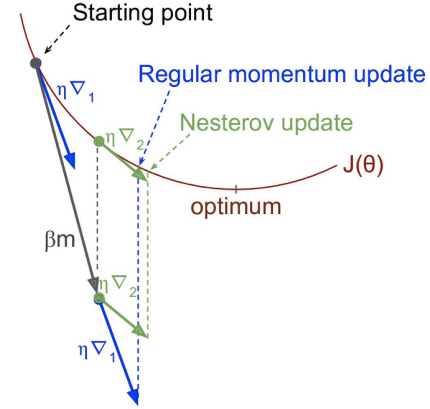 Starting point
η∇₁
Regular momentum update
Nesterov update
η∇₂
J(θ)
optimum
βm
η∇₂
η∇₁